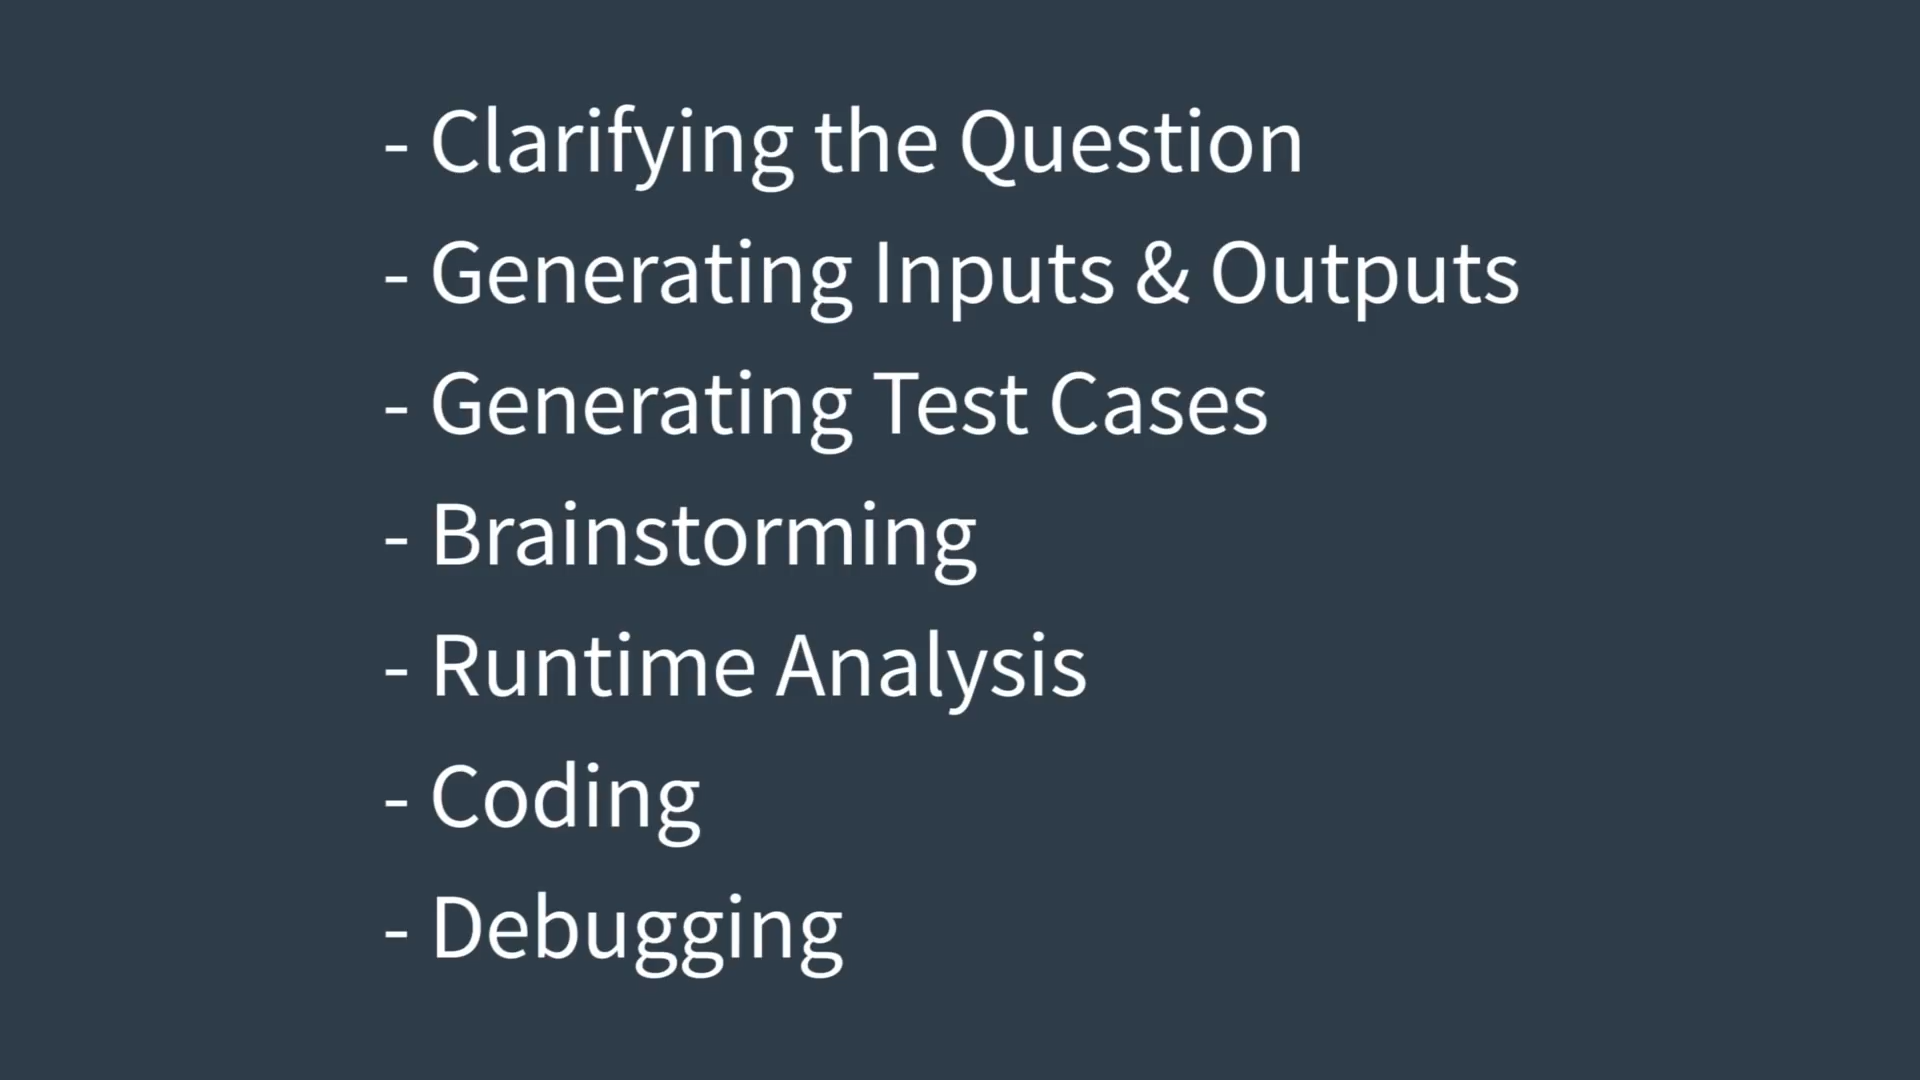 - Clarifying the Question
- Generating Inputs & Outputs
- Generating Test Cases
- Brainstorming
- Runtime Analysis
- Coding
- Debugging